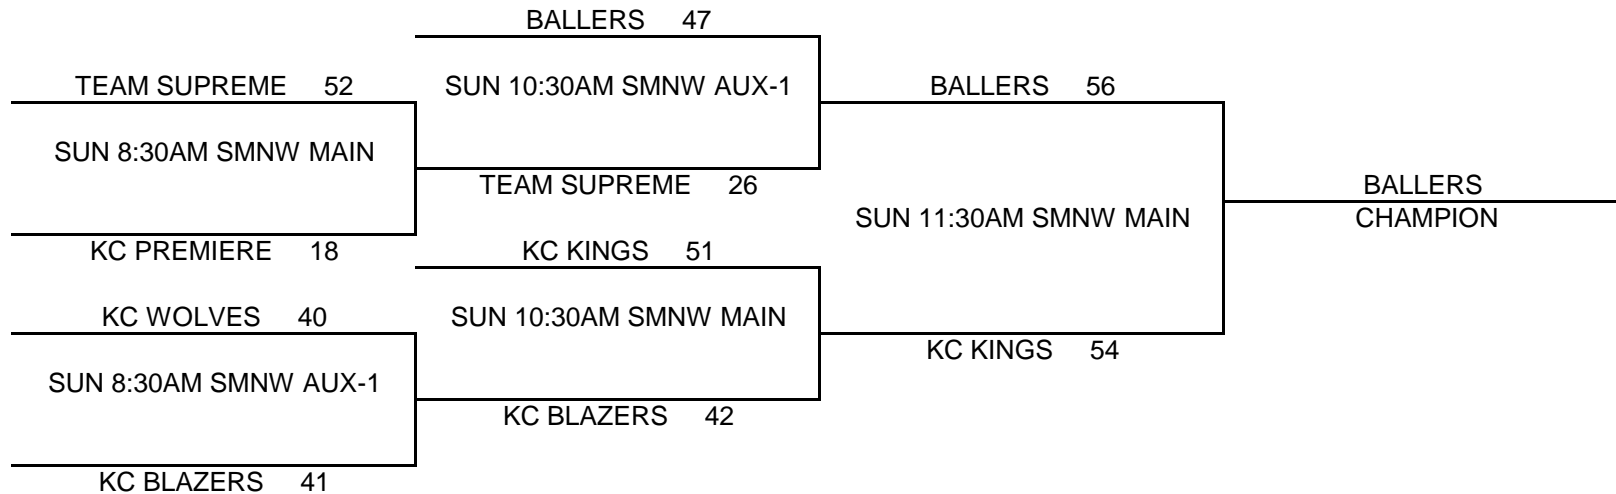 BALLERS 47
TEAM SUPREME 52
SUN 10:30AM SMNW AUX-1
BALLERS 56
SUN 8:30AM SMNW MAIN
TEAM SUPREME 26
BALLERS
SUN 11:30AM SMNW MAIN
CHAMPION
KC PREMIERE 18
KC KINGS 51
KC WOLVES 40
SUN 10:30AM SMNW MAIN
KC KINGS 54
SUN 8:30AM SMNW AUX-1
KC BLAZERS 42
KC BLAZERS 41